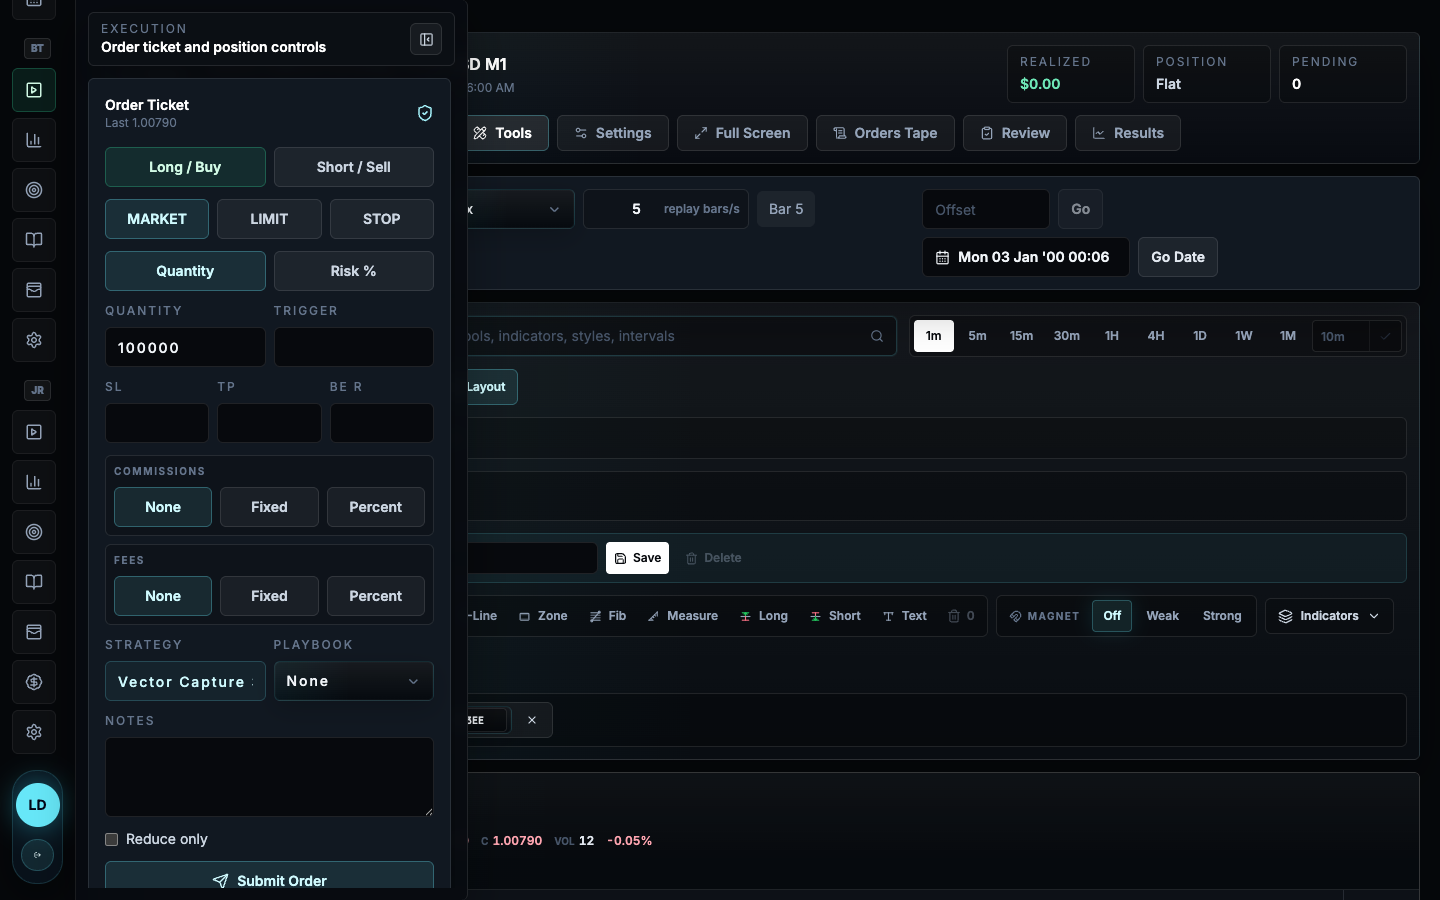 BT
JR
LD
EXECUTION
Order ticket and position controls
Order Ticket
Last 1.00790
Long / Buy
Short / Sell
MARKET
LIMIT
STOP
Quantity
Risk %
QUANTITY
TRIGGER
100000
SL
TP
BE R
COMMISSIONS
None
Fixed
Percent
FEES
None
Fixed
Percent
STRATEGY
PLAYBOOK
Vector Capture
None
NOTES
Reduce only
Submit Order
D M1
6:00 AM
REALIZED
$0.00
POSITION
Flat
PENDING
0
Tools
Settings
Full Screen
Orders Tape
Review
Results
x
5
replay bars/s
Bar 5
Offset
Go
Mon 03 Jan '00 00:06
Go Date
ools, indicators, styles, intervals
1m
5m
15m
30m
1H
4H
1D
1W
1M
10m
Layout
Save
Delete
-Line
Zone
Fib
Measure
Long
Short
Text
0
MAGNET
Off
Weak
Strong
Indicators
C 1.00790
VOL 12
-0.05%